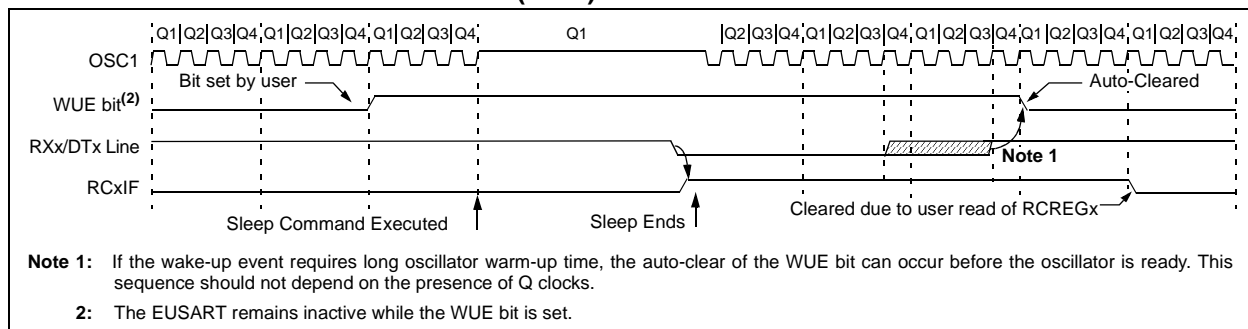 Q1 Q2 Q3 Q4 Q1 Q2 Q3 Q4 Q1 Q2 Q3 Q4 Q1 Q2 Q3 Q4 Q1 Q2 Q3 Q4 Q1 Q2 Q3 Q4 Q1 Q2 Q3 Q4 Q1 Q2 Q3 Q4
OSC1
Bit set by user
Auto-Cleared
WUE bit(2)
RXx/DTx Line
Note 1
RCxIF
Cleared due to user read of RCREGx
Sleep Command Executed
Sleep Ends
Note 1: If the wake-up event requires long oscillator warm-up time, the auto-clear of the WUE bit can occur before the oscillator is ready. This
sequence should not depend on the presence of Q clocks.
2: The EUSART remains inactive while the WUE bit is set.